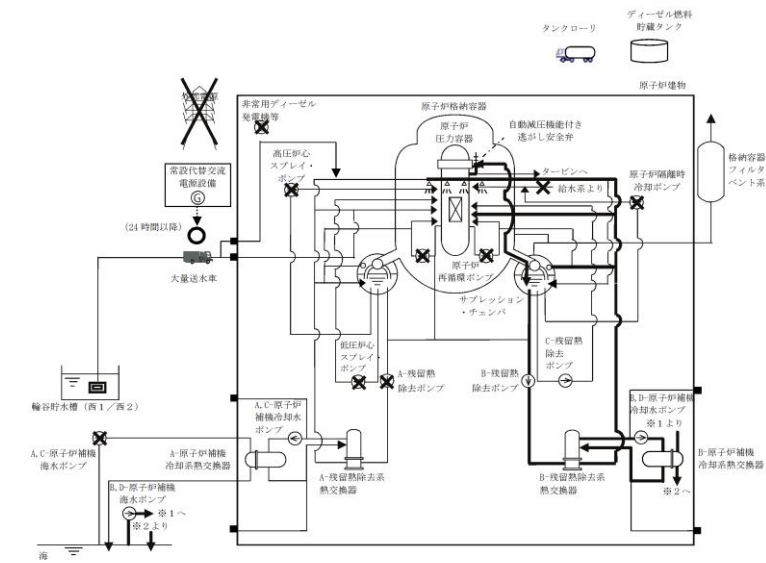 タンクローリ
ディーゼル燃料
貯蔵タンク
原子炉建物
非常用ディーゼル
発電機等
原子炉格納容器
原子炉
圧力容器
自動減圧機能付き
逃がし安全弁
高圧炉心
スプレイ・
ポンプ
タービンへ
給水系より
原子炉隔離時
冷却ポンプ
格納容器
フィルタ
ベント系
常設代替交流
電源設備
G
(24時間以降)
大量送水車
原子炉
再循環ポンプ
サプレッション
・チェンバ
低圧炉心
スプレイ・
ポンプ
A-残留熱
除去ポンプ
B-残留熱
除去ポンプ
C-残留熱
除去
ポンプ
輪谷貯水槽(西1/西2)
A,C-原子炉
補機冷却水
ポンプ
B,D-原子炉補機
冷却水ポンプ
※1より
A,C-原子炉補機
海水ポンプ
A-原子炉補機
冷却系熱交換器
A-残留熱除去系
熱交換器
B-残留熱除去系
熱交換器
B-原子炉補機
冷却系熱交換器
※2へ
B,D-原子炉補機
海水ポンプ
※1へ
※2より
海